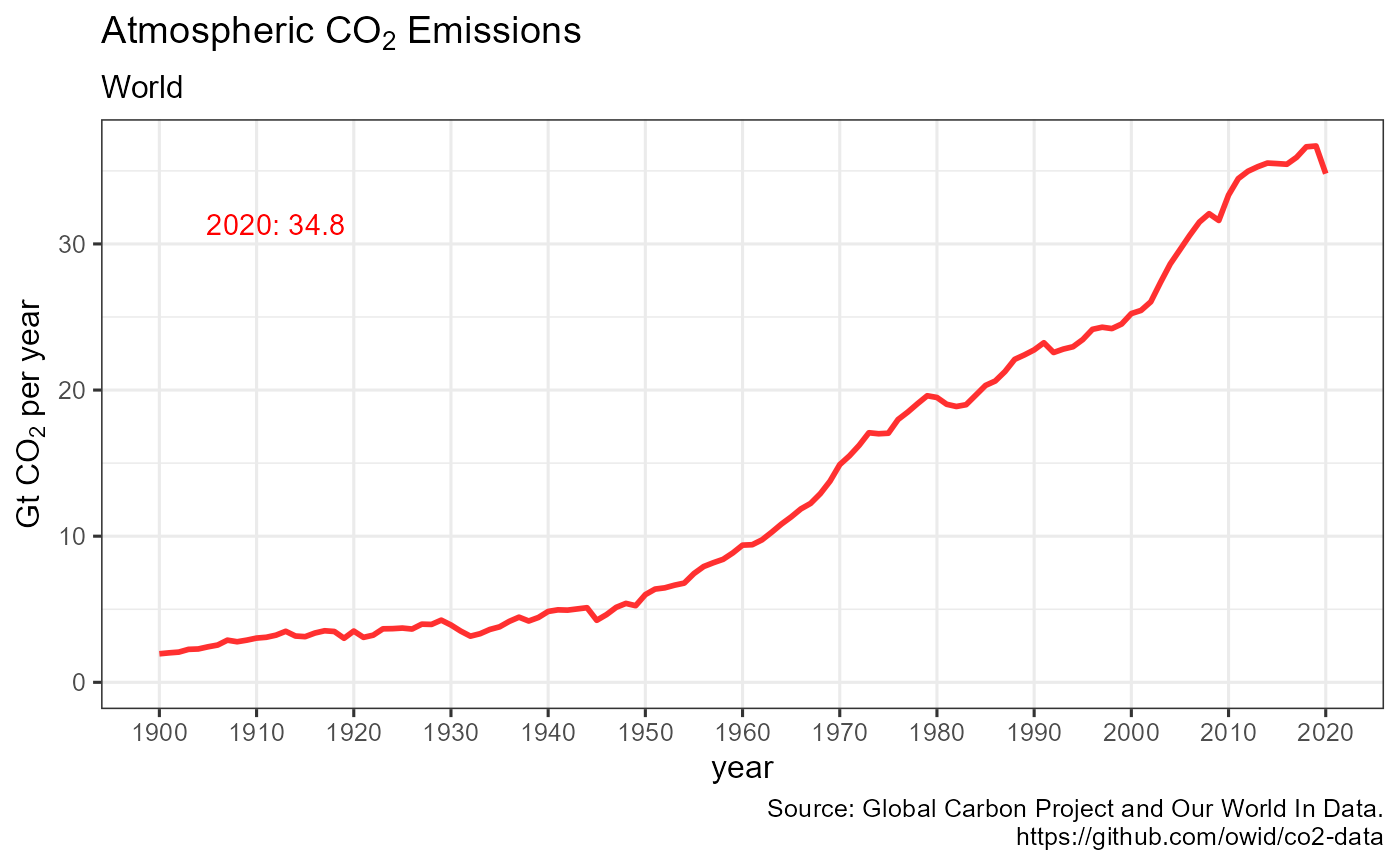 Atmospheric CO₂ Emissions
World
2020: 34.8
Gt CO₂ per year
30
20
10
0
1900 1910 1920 1930 1940 1950 1960 1970 1980 1990 2000 2010 2020
year
Source: Global Carbon Project and Our World In Data.
https://github.com/owid/co2-data